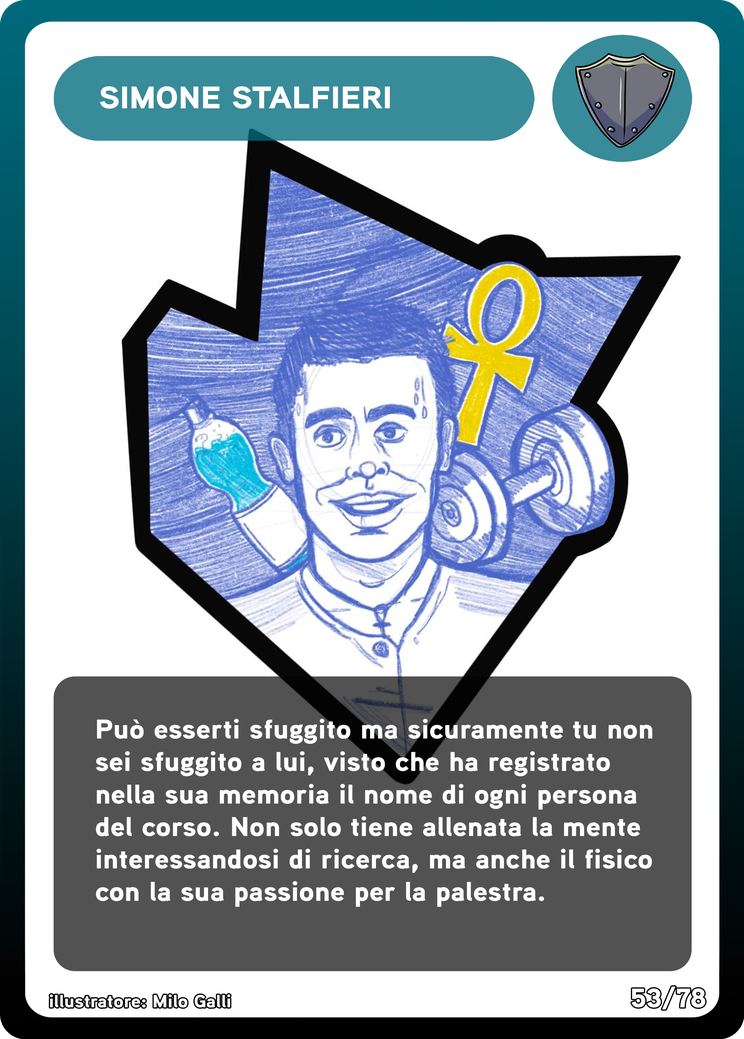 SIMONE STALFIERI
Può esserti sfuggito ma sicuramente tu non
sei sfuggito a lui, visto che ha registrato
nella sua memoria il nome di ogni persona
del corso. Non solo tiene allenata la mente
interessandosi di ricerca, ma anche il fisico
con la sua passione per la palestra.
illustratore: Milo Galli
53/78